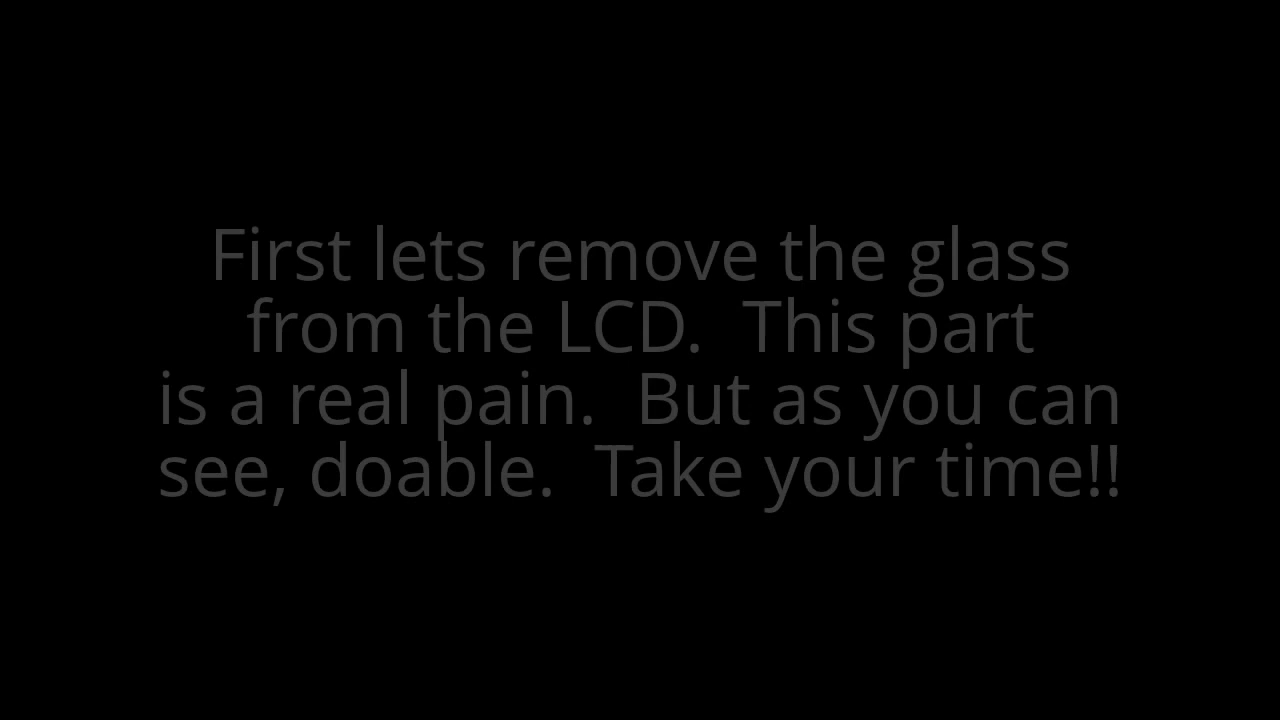 First lets remove the glass
from the LCD.  This part
is a real pain.  But as you can
see, doable.  Take your time!!